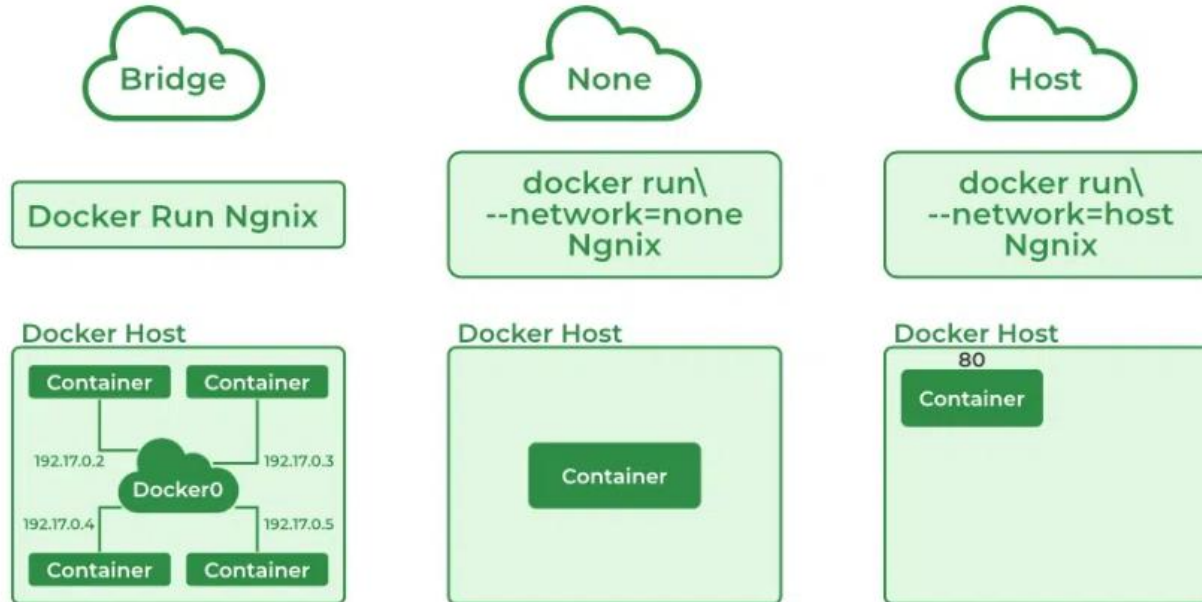 Bridge
Docker Run Ngnix
Docker Host
Container Container
192.17.0.2 192.17.0.3
Docker0
192.17.0.4 192.17.0.5
Container Container
None
docker run\
--network=none
Ngnix
Docker Host
Container
Host
docker run\
--network=host
Ngnix
Docker Host
80
Container